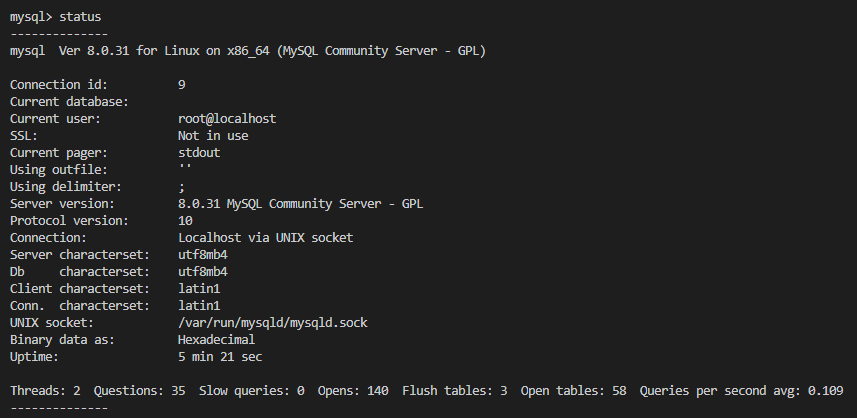 mysql> status
--------------
mysql  Ver 8.0.31 for Linux on x86_64 (MySQL Community Server - GPL)

Connection id:          9
Current database:
Current user:           root@localhost
SSL:                    Not in use
Current pager:          stdout
Using outfile:          ''
Using delimiter:        ;
Server version:         8.0.31 MySQL Community Server - GPL
Protocol version:       10
Connection:             Localhost via UNIX socket
Server characterset:    utf8mb4
Db     characterset:    utf8mb4
Client characterset:    latin1
Conn.  characterset:    latin1
UNIX socket:            /var/run/mysqld/mysqld.sock
Binary data as:         Hexadecimal
Uptime:                 5 min 21 sec

Threads: 2  Questions: 35  Slow queries: 0  Opens: 140  Flush tables: 3  Open tables: 58  Queries per second avg: 0.109
--------------